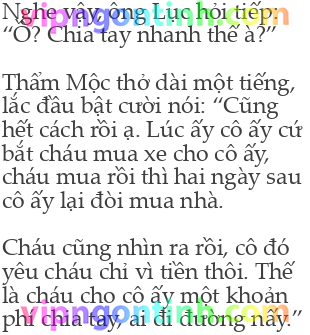 Nghe vậy ông Lục hỏi tiếp:
“Ồ? Chia tay nhanh thế à?”
Thẩm Mộc thở dài một tiếng,
lắc đầu bật cười nói: “Cũng
hết cách rồi ạ. Lúc ấy cô ấy cứ
bắt cháu mua xe cho cô ấy,
cháu mua rồi thì hai ngày sau
cô ấy lại đòi mua nhà.
Cháu cũng nhìn ra rồi, cô đó
yêu cháu chỉ vì tiền thôi. Thế
là cháu cho cô ấy một khoản
phí chia tay, ai đi đường nấy.”
vipngontinh.com
vipngontinh.com